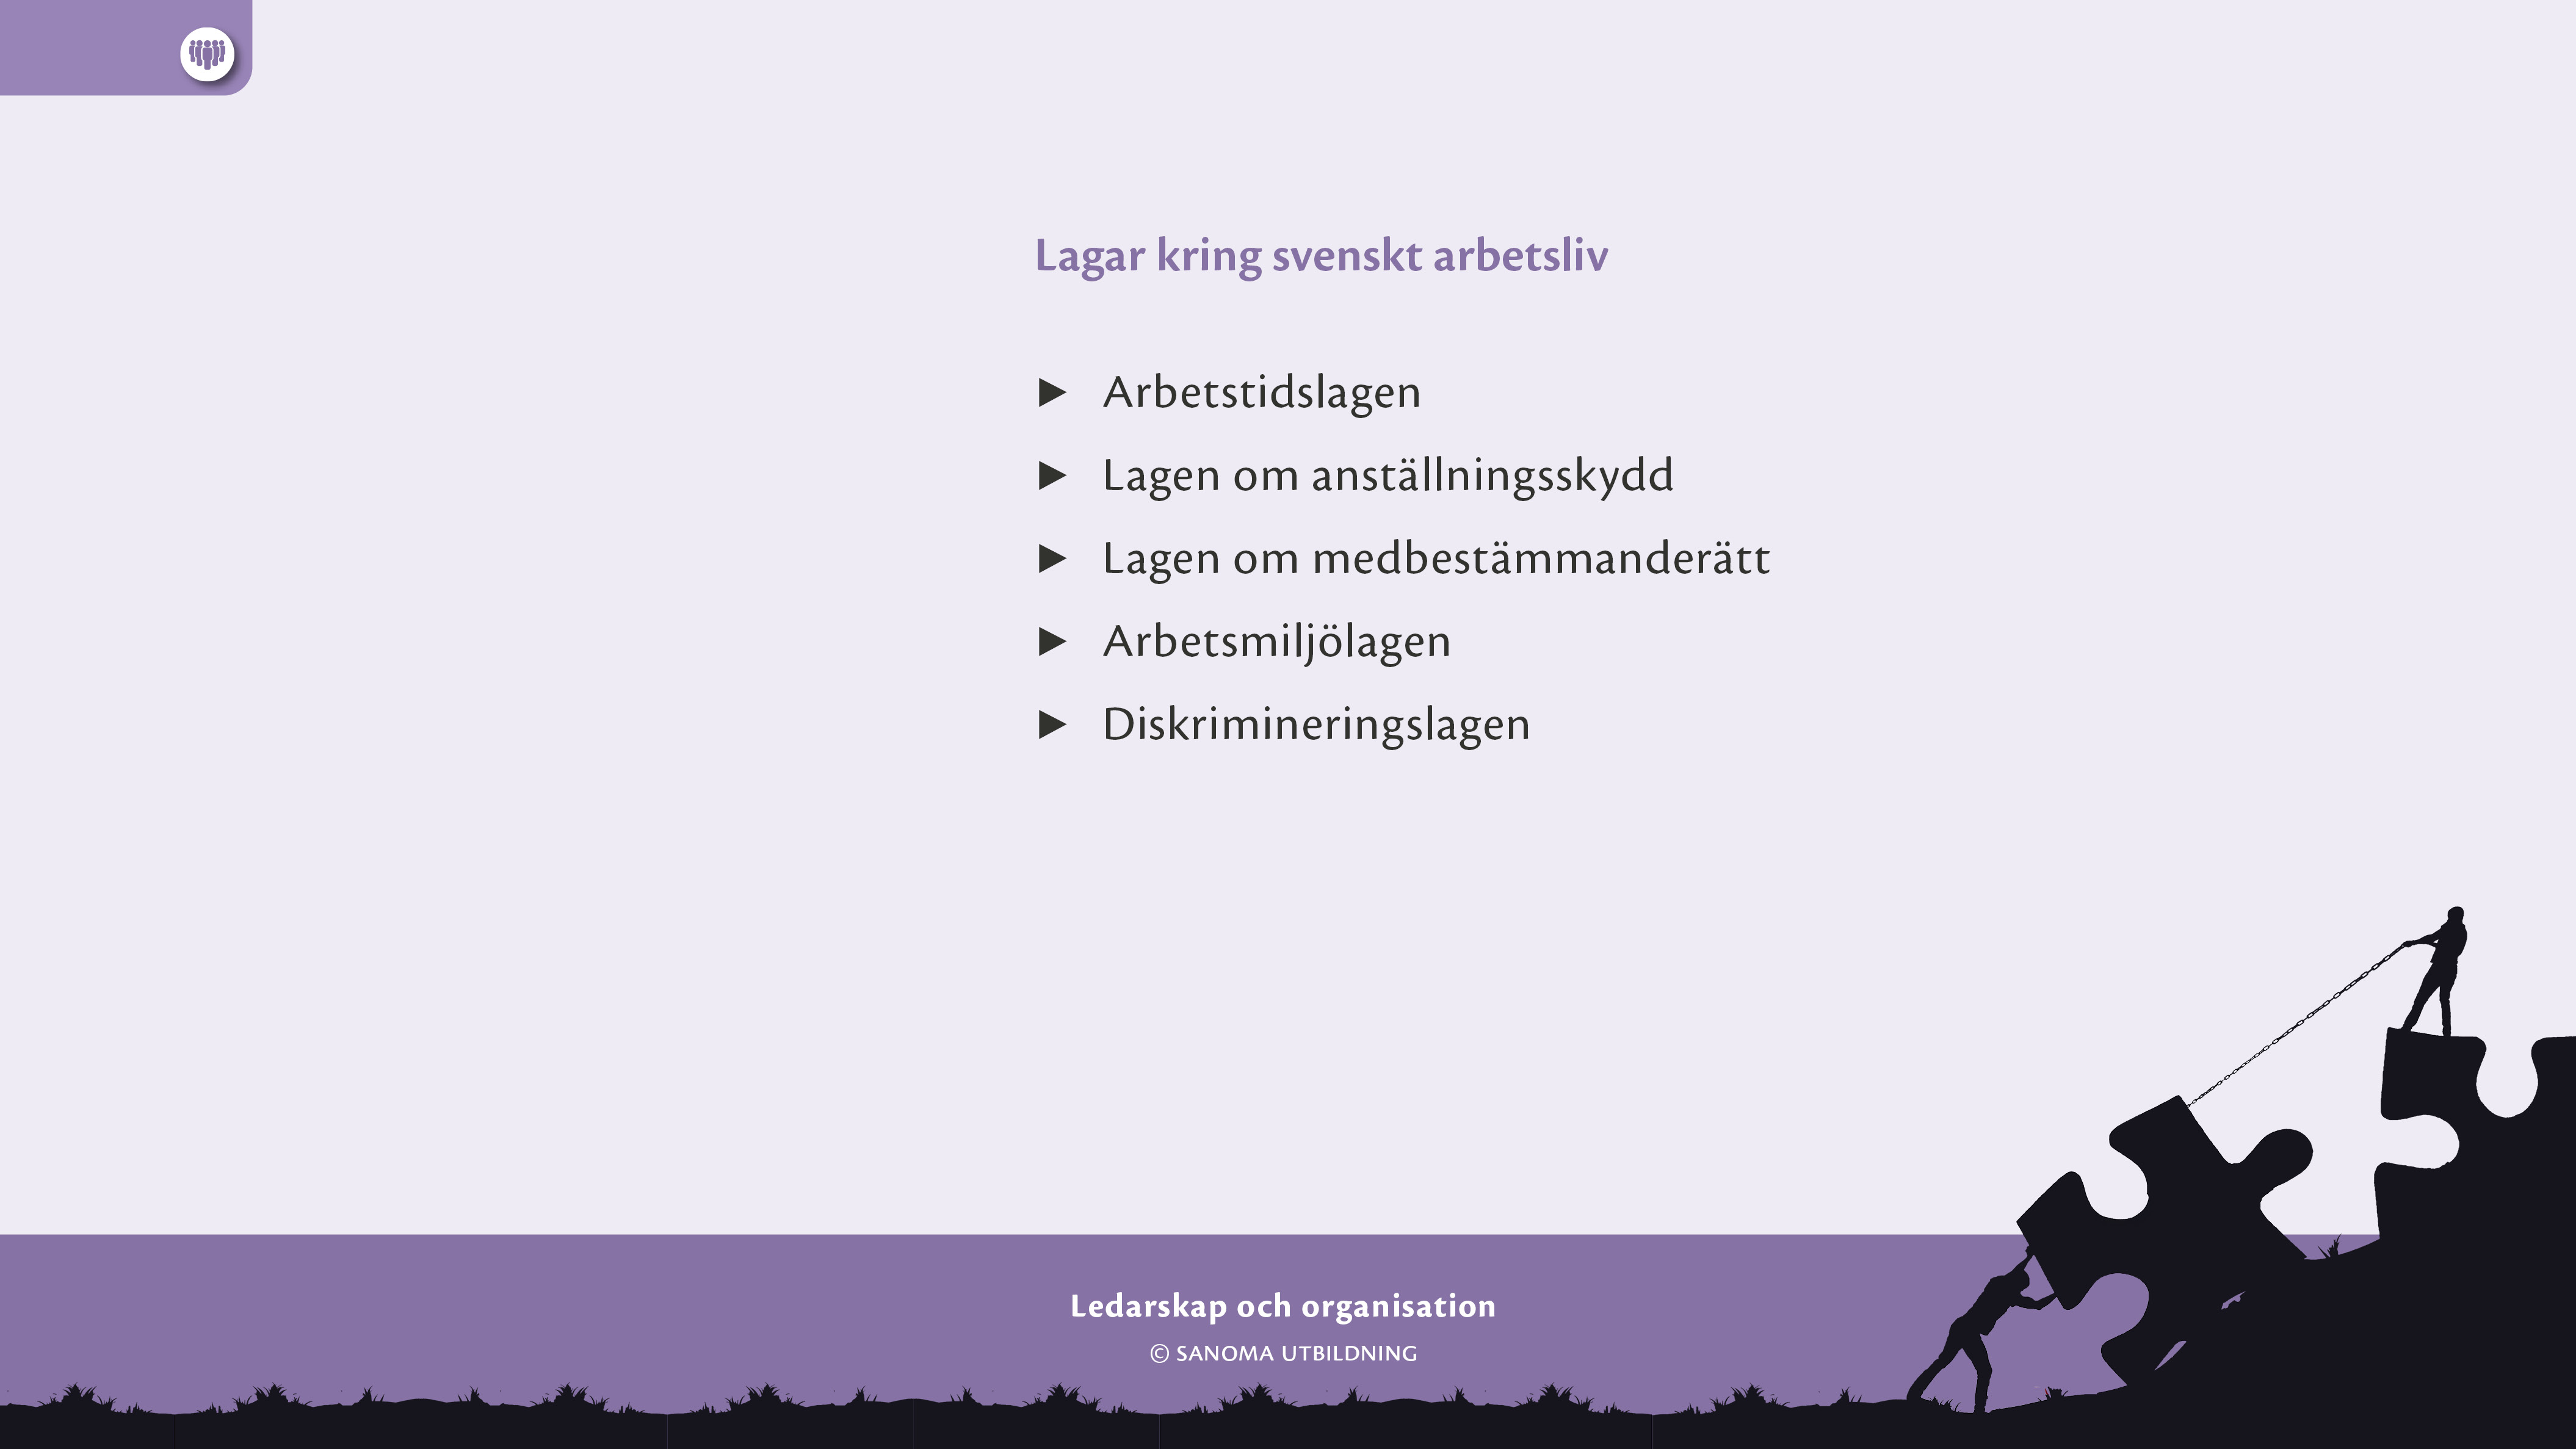 Lagar kring svenskt arbetsliv
► Arbetstidslagen
► Lagen om anställningsskydd
► Lagen om medbestämmanderätt
► Arbetsmiljölagen
► Diskrimineringslagen
Ledarskap och organisation
© SANOMA UTBILDNING